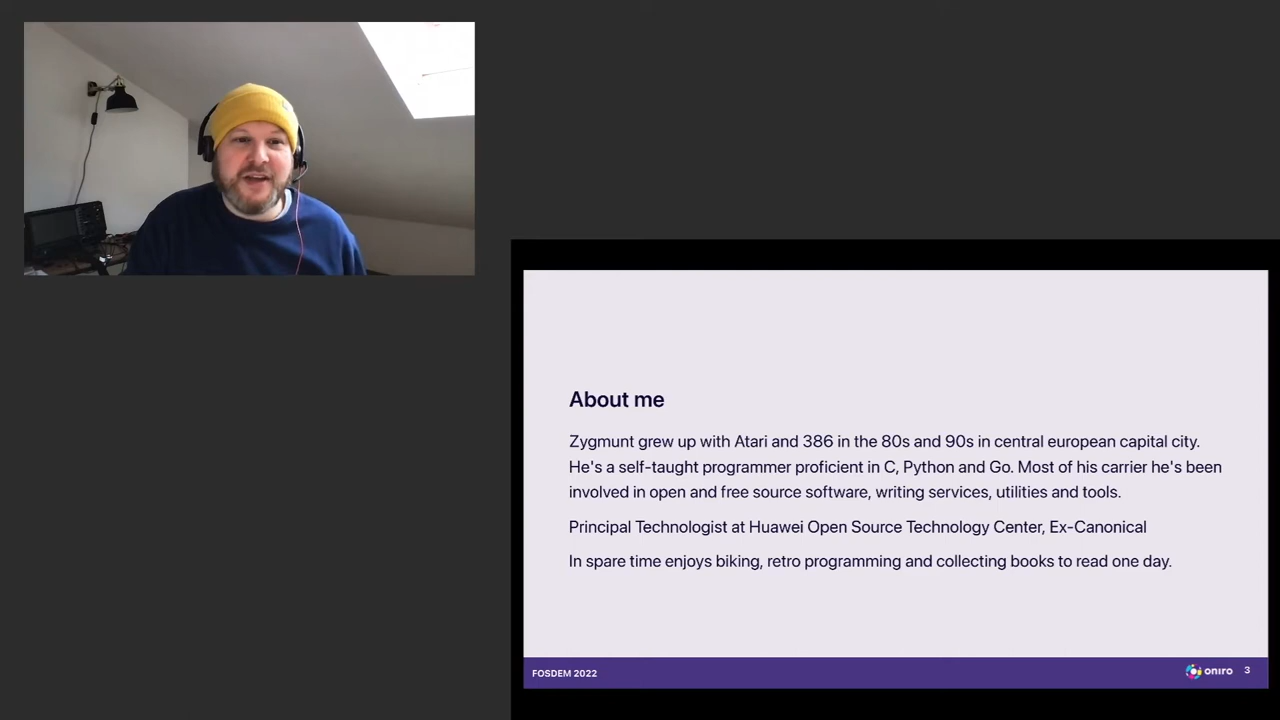 About me
Zygmunt grew up with Atari and 386 in the 80s and 90s in central european capital city.
He's a self-taught programmer proficient in C, Python and Go. Most of his carrier he's been
involved in open and free source software, writing services, utilities and tools.
Principal Technologist at Huawei Open Source Technology Center, Ex-Canonical
In spare time enjoys biking, retro programming and collecting books to read one day.
FOSDEM 2022
oniro 3